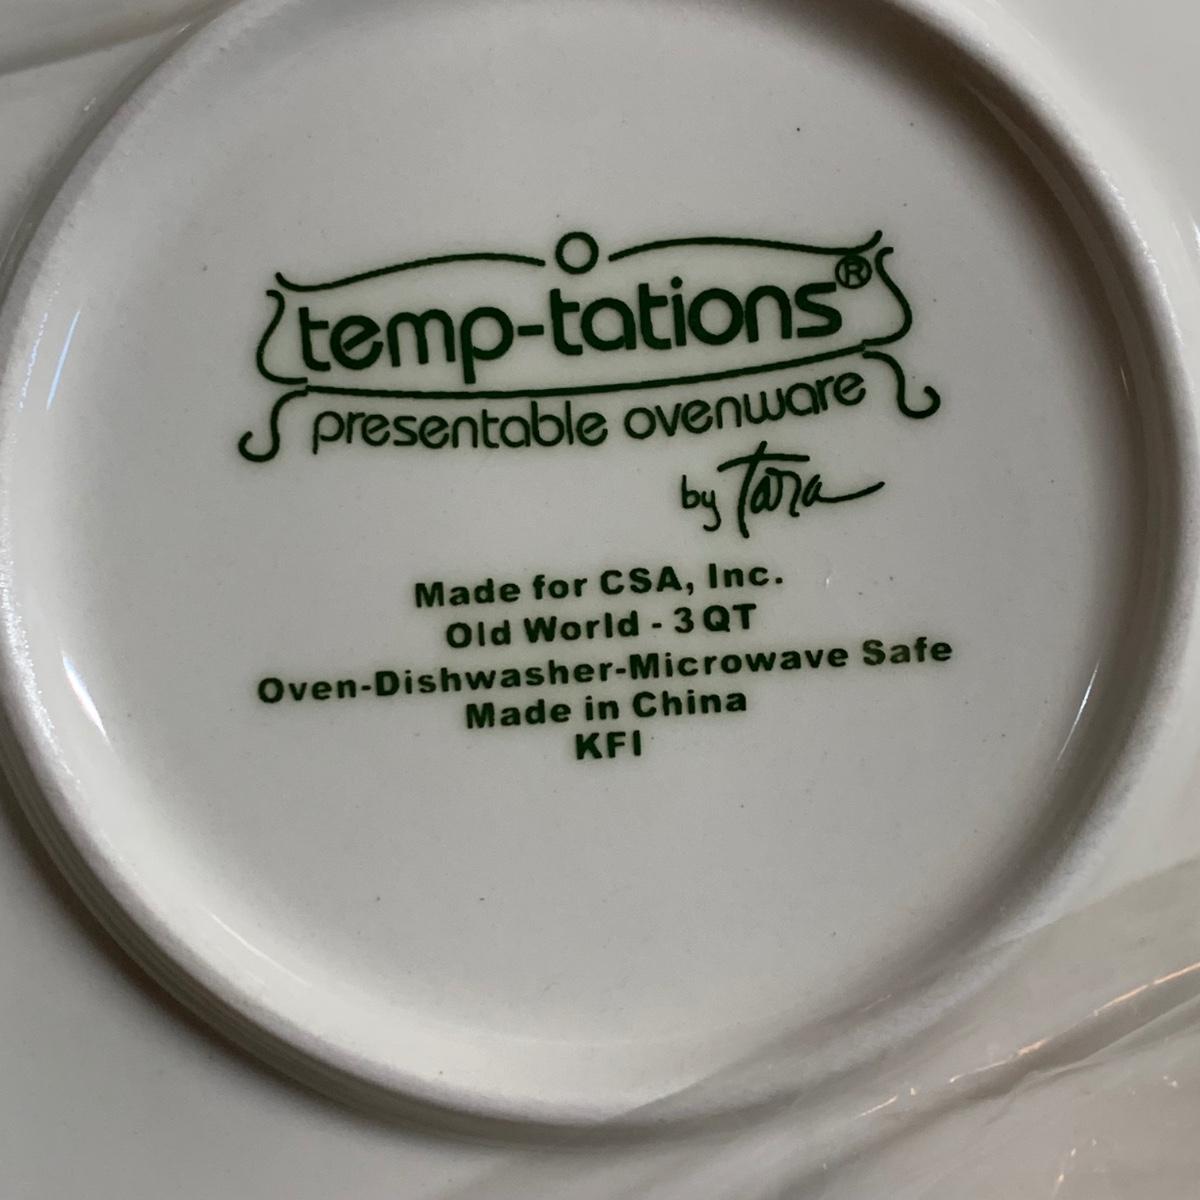 temp-tations®
presentable ovenware
by Tara
Made for CSA, Inc.
Old World - 3 QT
Oven-Dishwasher-Microwave Safe
Made in China
KFI